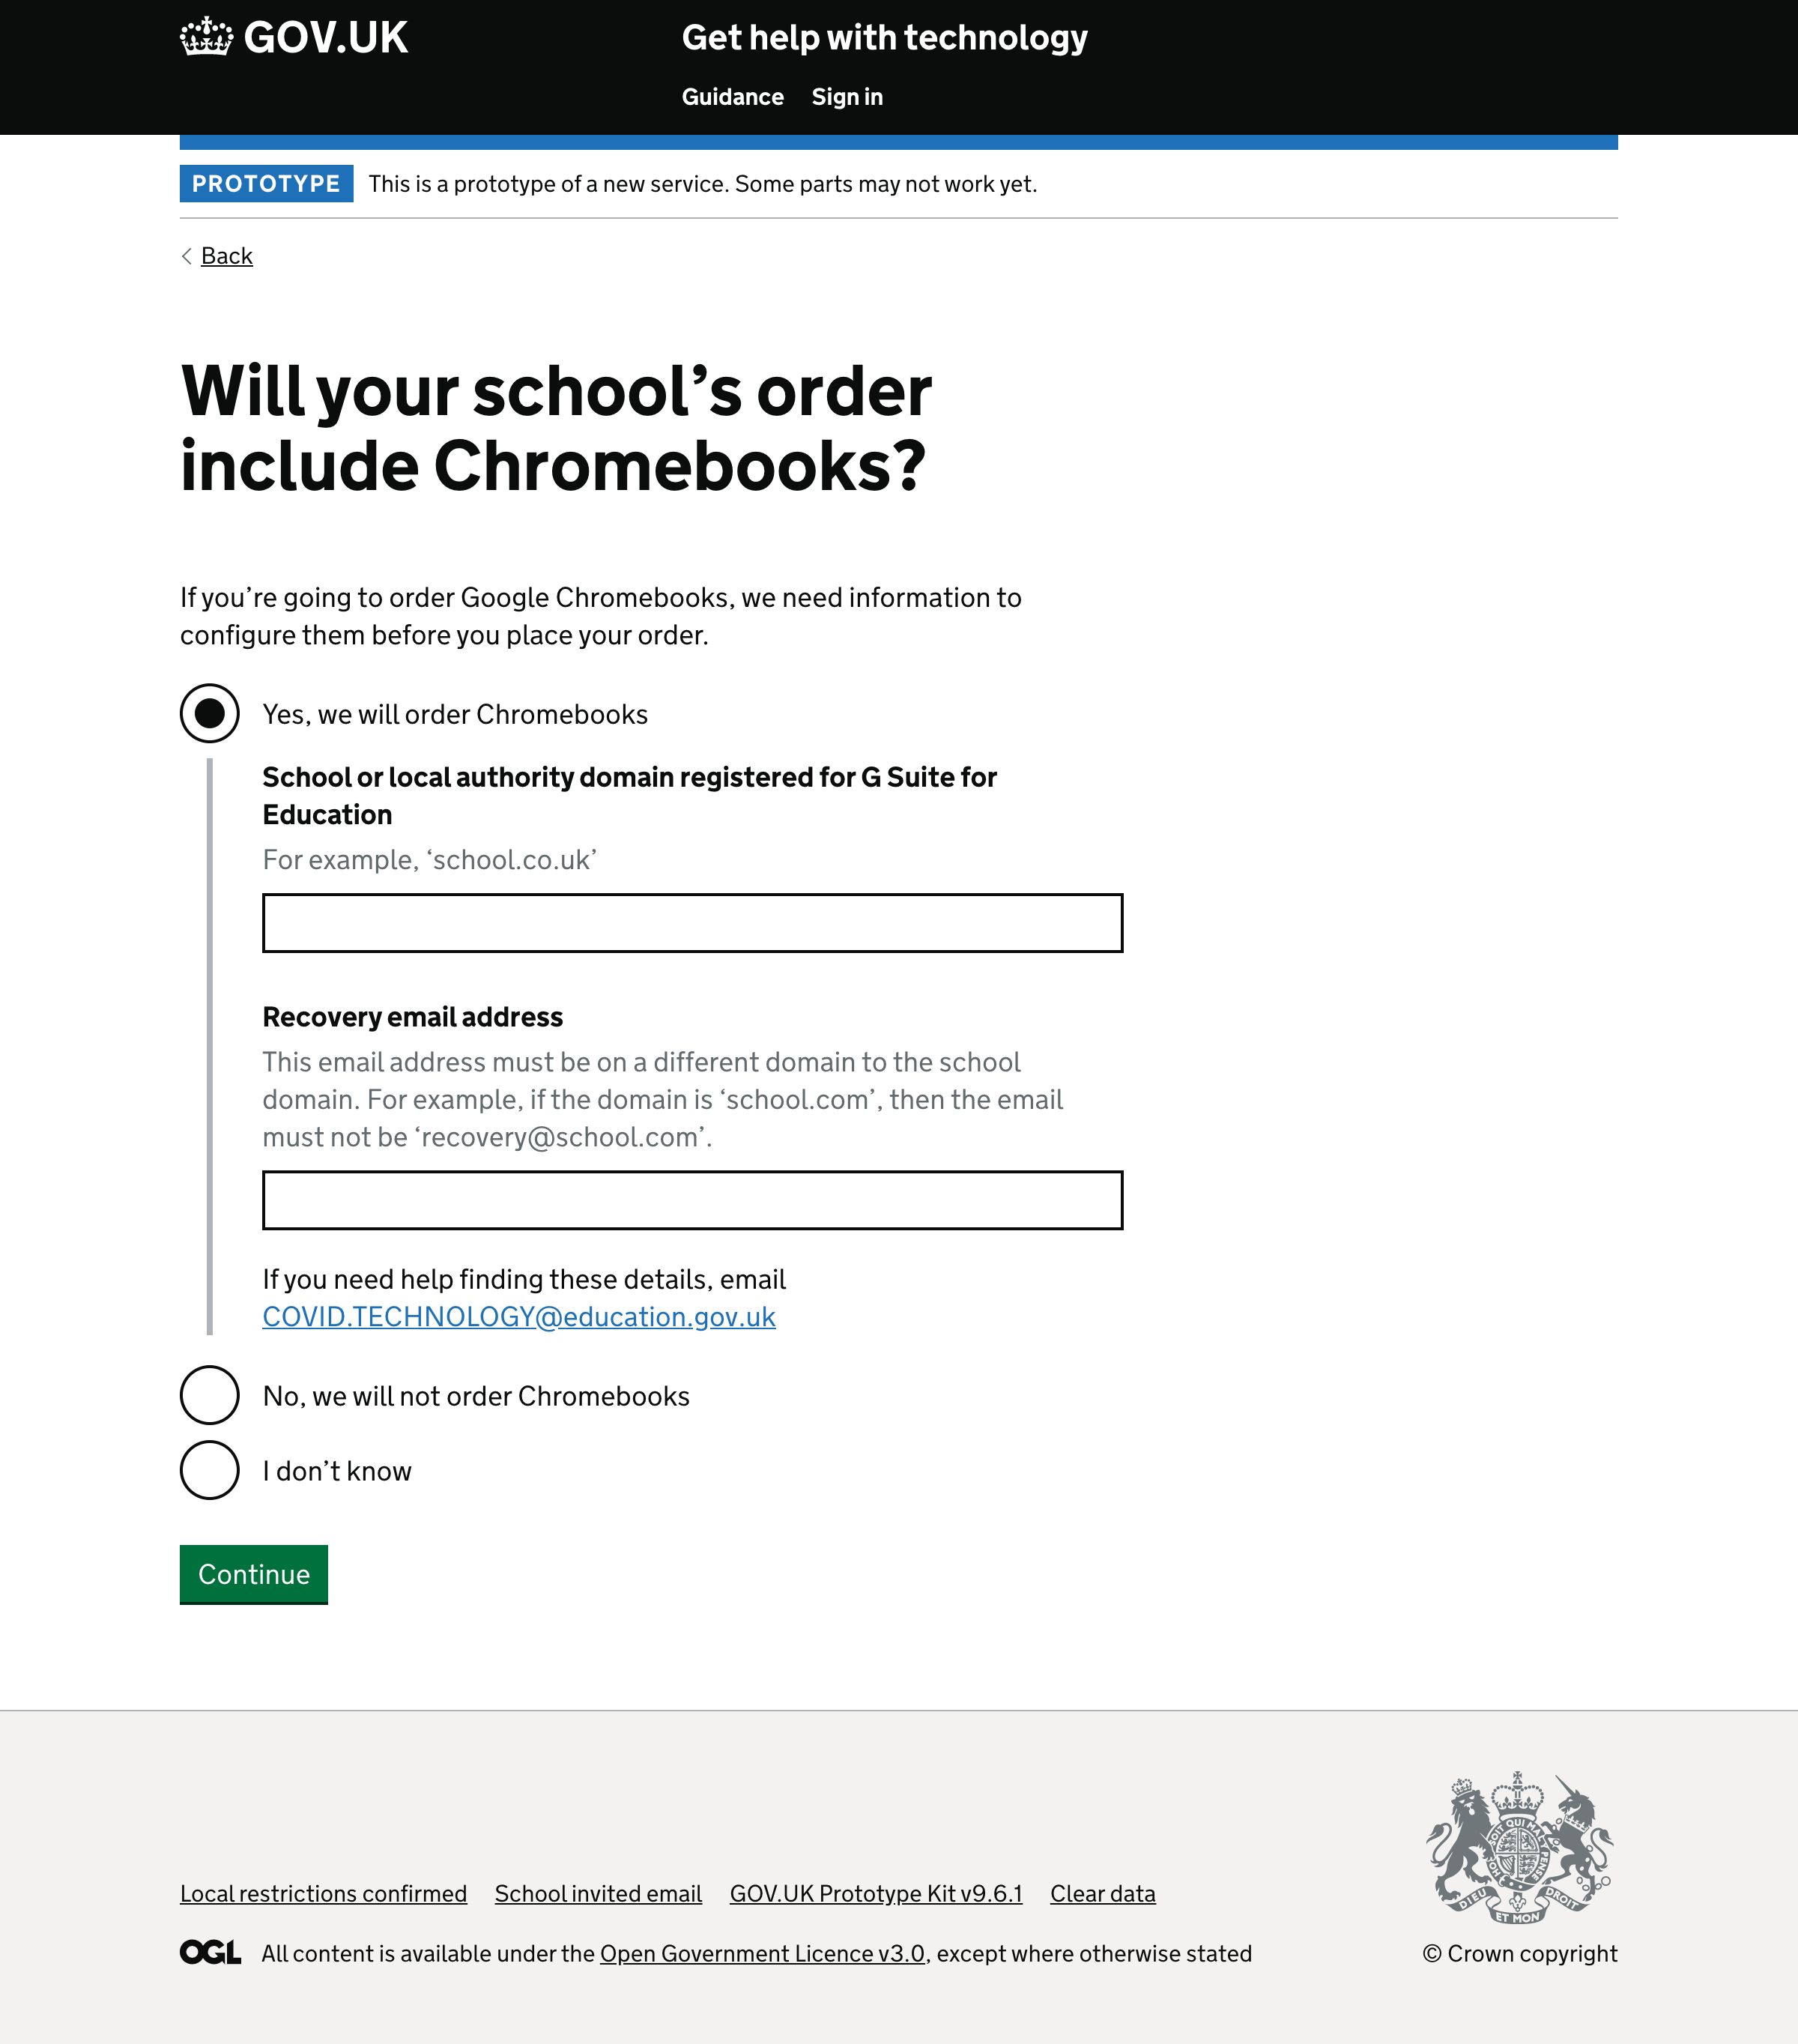 GOV.UK
Get help with technology
Guidance Sign in
PROTOTYPE This is a prototype of a new service. Some parts may not work yet.
Back
Will your school’s order
include Chromebooks?
If you’re going to order Google Chromebooks, we need information to
configure them before you place your order.
Yes, we will order Chromebooks
School or local authority domain registered for G Suite for
Education
For example, ‘school.co.uk’
Recovery email address
This email address must be on a different domain to the school
domain. For example, if the domain is ‘school.com’, then the email
must not be ‘recovery@school.com’.
If you need help finding these details, email
COVID.TECHNOLOGY@education.gov.uk
No, we will not order Chromebooks
I don’t know
Continue
Local restrictions confirmed School invited email GOV.UK Prototype Kit v9.6.1 Clear data
DIEU ET MON DROIT
OGL All content is available under the Open Government Licence v3.0, except where otherwise stated
© Crown copyright